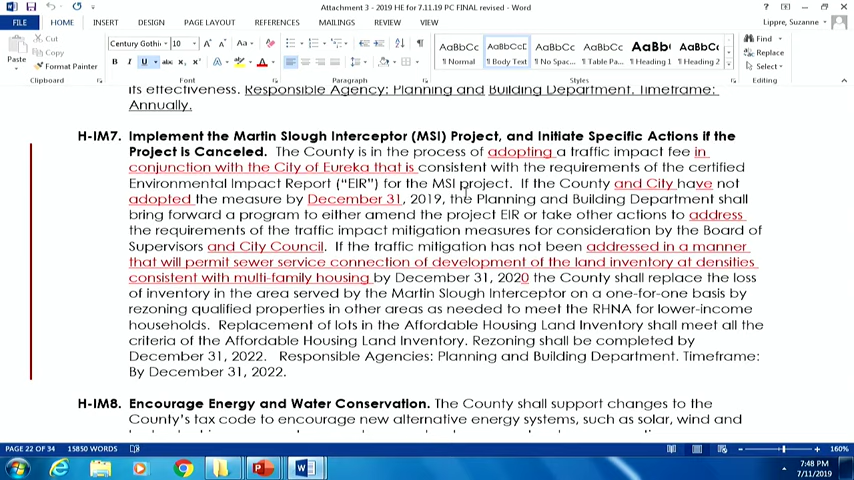 Attachment 3 - 2019 HE for 7.11.19 PC FINAL revised - Word
FILE HOME INSERT DESIGN PAGE LAYOUT REFERENCES MAILINGS REVIEW VIEW Lippre, Suzanne
Paste Cut Copy Format Painter
Century Gothic 10 Aa
B I U abc
AaBbCc AaBbCcD AaBbCc AaBbCc AaBb( AaBbCc
Normal Body Text No Spac... Table Pa... Heading 1 Heading 2
Find Replace Select
Clipboard Font Paragraph Styles Editing
its effectiveness. Responsible Agency: Planning and Building Department. Timeframe:
Annually.
H-IM7. Implement the Martin Slough Interceptor (MSI) Project, and Initiate Specific Actions if the
Project is Canceled. The County is in the process of adopting a traffic impact fee in
conjunction with the City of Eureka that is consistent with the requirements of the certified
Environmental Impact Report ("EIR") for the MSI project. If the County and City have not
adopted the measure by December 31, 2019, the Planning and Building Department shall
bring forward a program to either amend the project EIR or take other actions to address
the requirements of the traffic impact mitigation measures for consideration by the Board of
Supervisors and City Council. If the traffic mitigation has not been addressed in a manner
that will permit sewer service connection of development of the land inventory at densities
consistent with multi-family housing by December 31, 2020 the County shall replace the loss
of inventory in the area served by the Martin Slough Interceptor on a one-for-one basis by
rezoning qualified properties in other areas as needed to meet the RHNA for lower-income
households. Replacement of lots in the Affordable Housing Land Inventory shall meet all the
criteria of the Affordable Housing Land Inventory. Rezoning shall be completed by
December 31, 2022. Responsible Agencies: Planning and Building Department. Timeframe:
By December 31, 2022.
H-IM8. Encourage Energy and Water Conservation. The County shall support changes to the
County's tax code to encourage new alternative energy systems, such as solar, wind and
PAGE 22 OF 34 15850 WORDS 160%
7:48 PM
7/11/2019